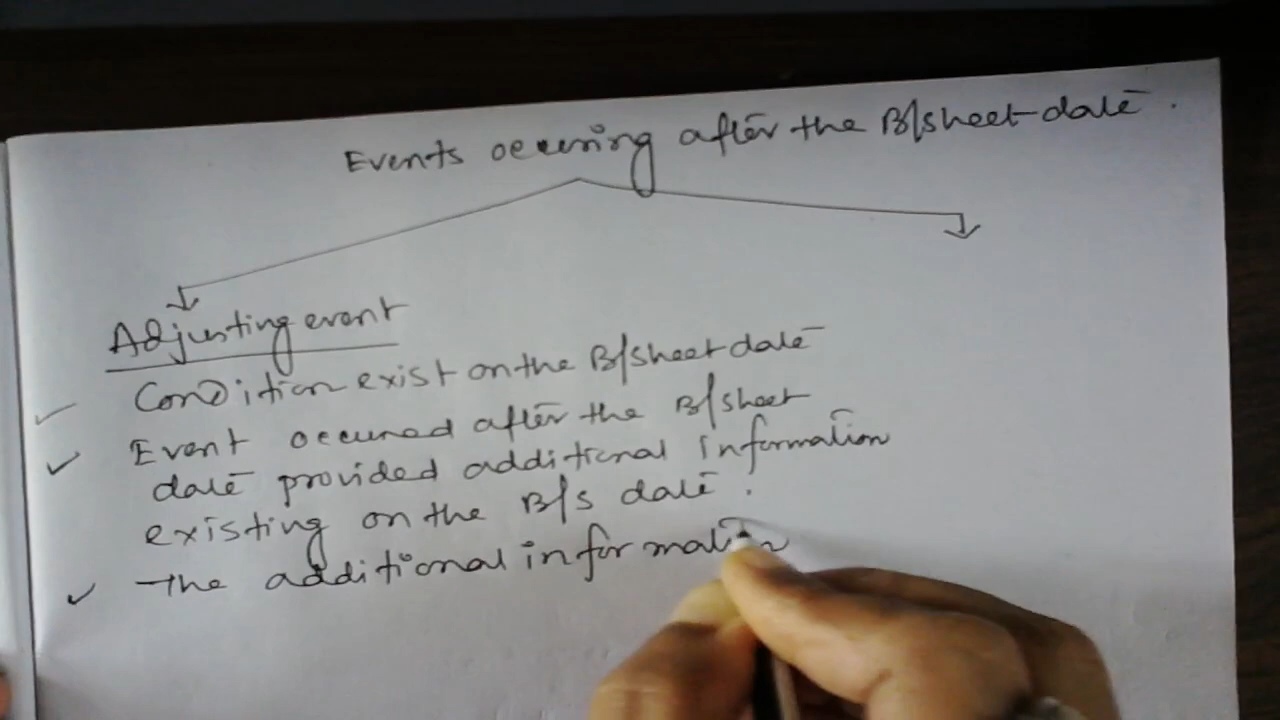 Events occuring after the B/sheet date.
Adjusting event
Condition exist on the B/sheet date
Event occured after the B/sheet
date provided additional information
existing on the B/s date.
The additional information